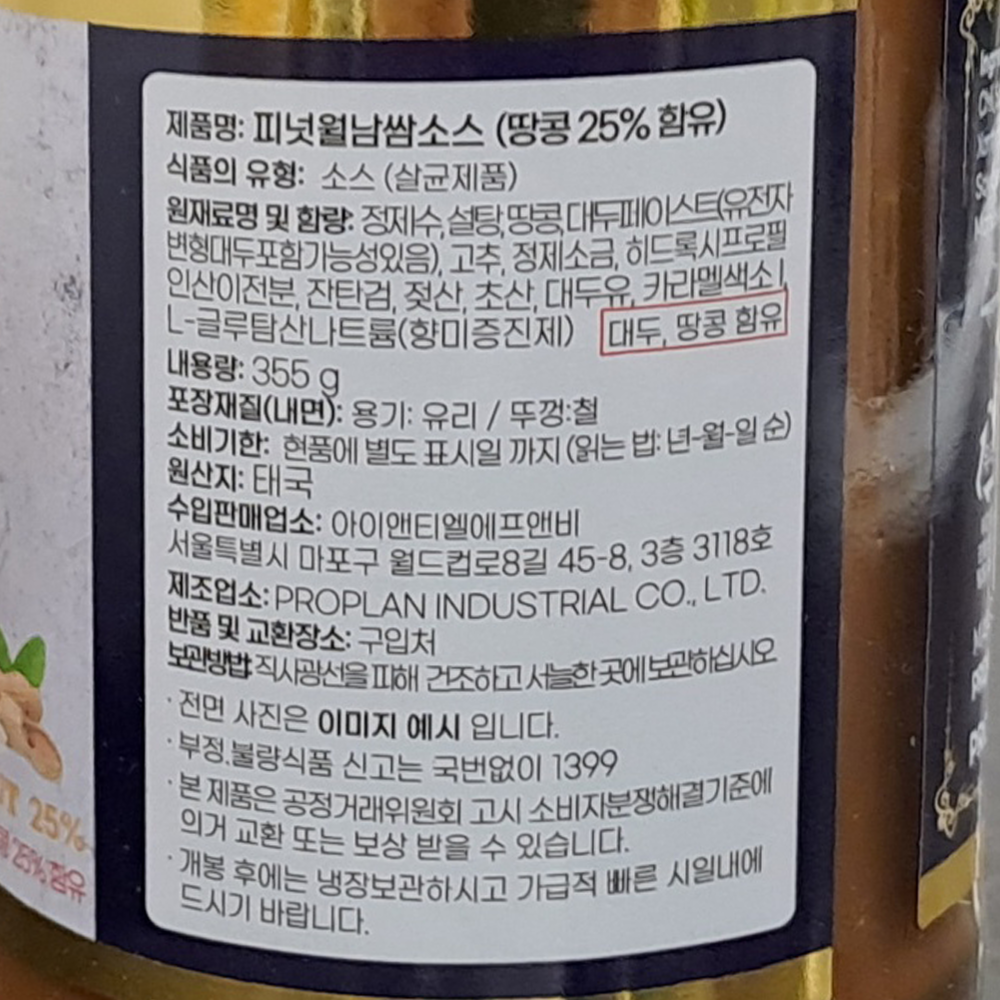 제품명: 피넛월남쌈소스 (땅콩 25% 함유)
식품의 유형: 소스 (살균제품)
원재료명 및 함량: 정제수, 설탕, 땅콩, 대두페이스트(유전자
변형대두포함가능성있음), 고추, 정제소금, 히드록시프로필
인산이전분, 잔탄검, 젖산, 초산, 대두유, 카라멜색소 I,
L-글루탐산나트륨(향미증진제) 대두, 땅콩 함유
내용량: 355 g
포장재질(내면): 용기: 유리 / 뚜껑:철
소비기한: 현품에 별도 표시일 까지 (읽는 법: 년-월-일 순)
원산지: 태국
수입판매업소: 아이앤티엘에프앤비
서울특별시 마포구 월드컵로8길 45-8, 3층 3118호
제조업소: PROPLAN INDUSTRIAL CO., LTD.
반품 및 교환장소: 구입처
보관방법: 직사광선을 피해 건조하고 서늘한 곳에 보관하십시오
· 전면 사진은 이미지 예시 입니다.
· 부정.불량식품 신고는 국번없이 1399
· 본 제품은 공정거래위원회 고시 소비자분쟁해결기준에
의거 교환 또는 보상 받을 수 있습니다.
· 개봉 후에는 냉장보관하시고 가급적 빠른 시일내에
드시기 바랍니다.
25%
25% 함유